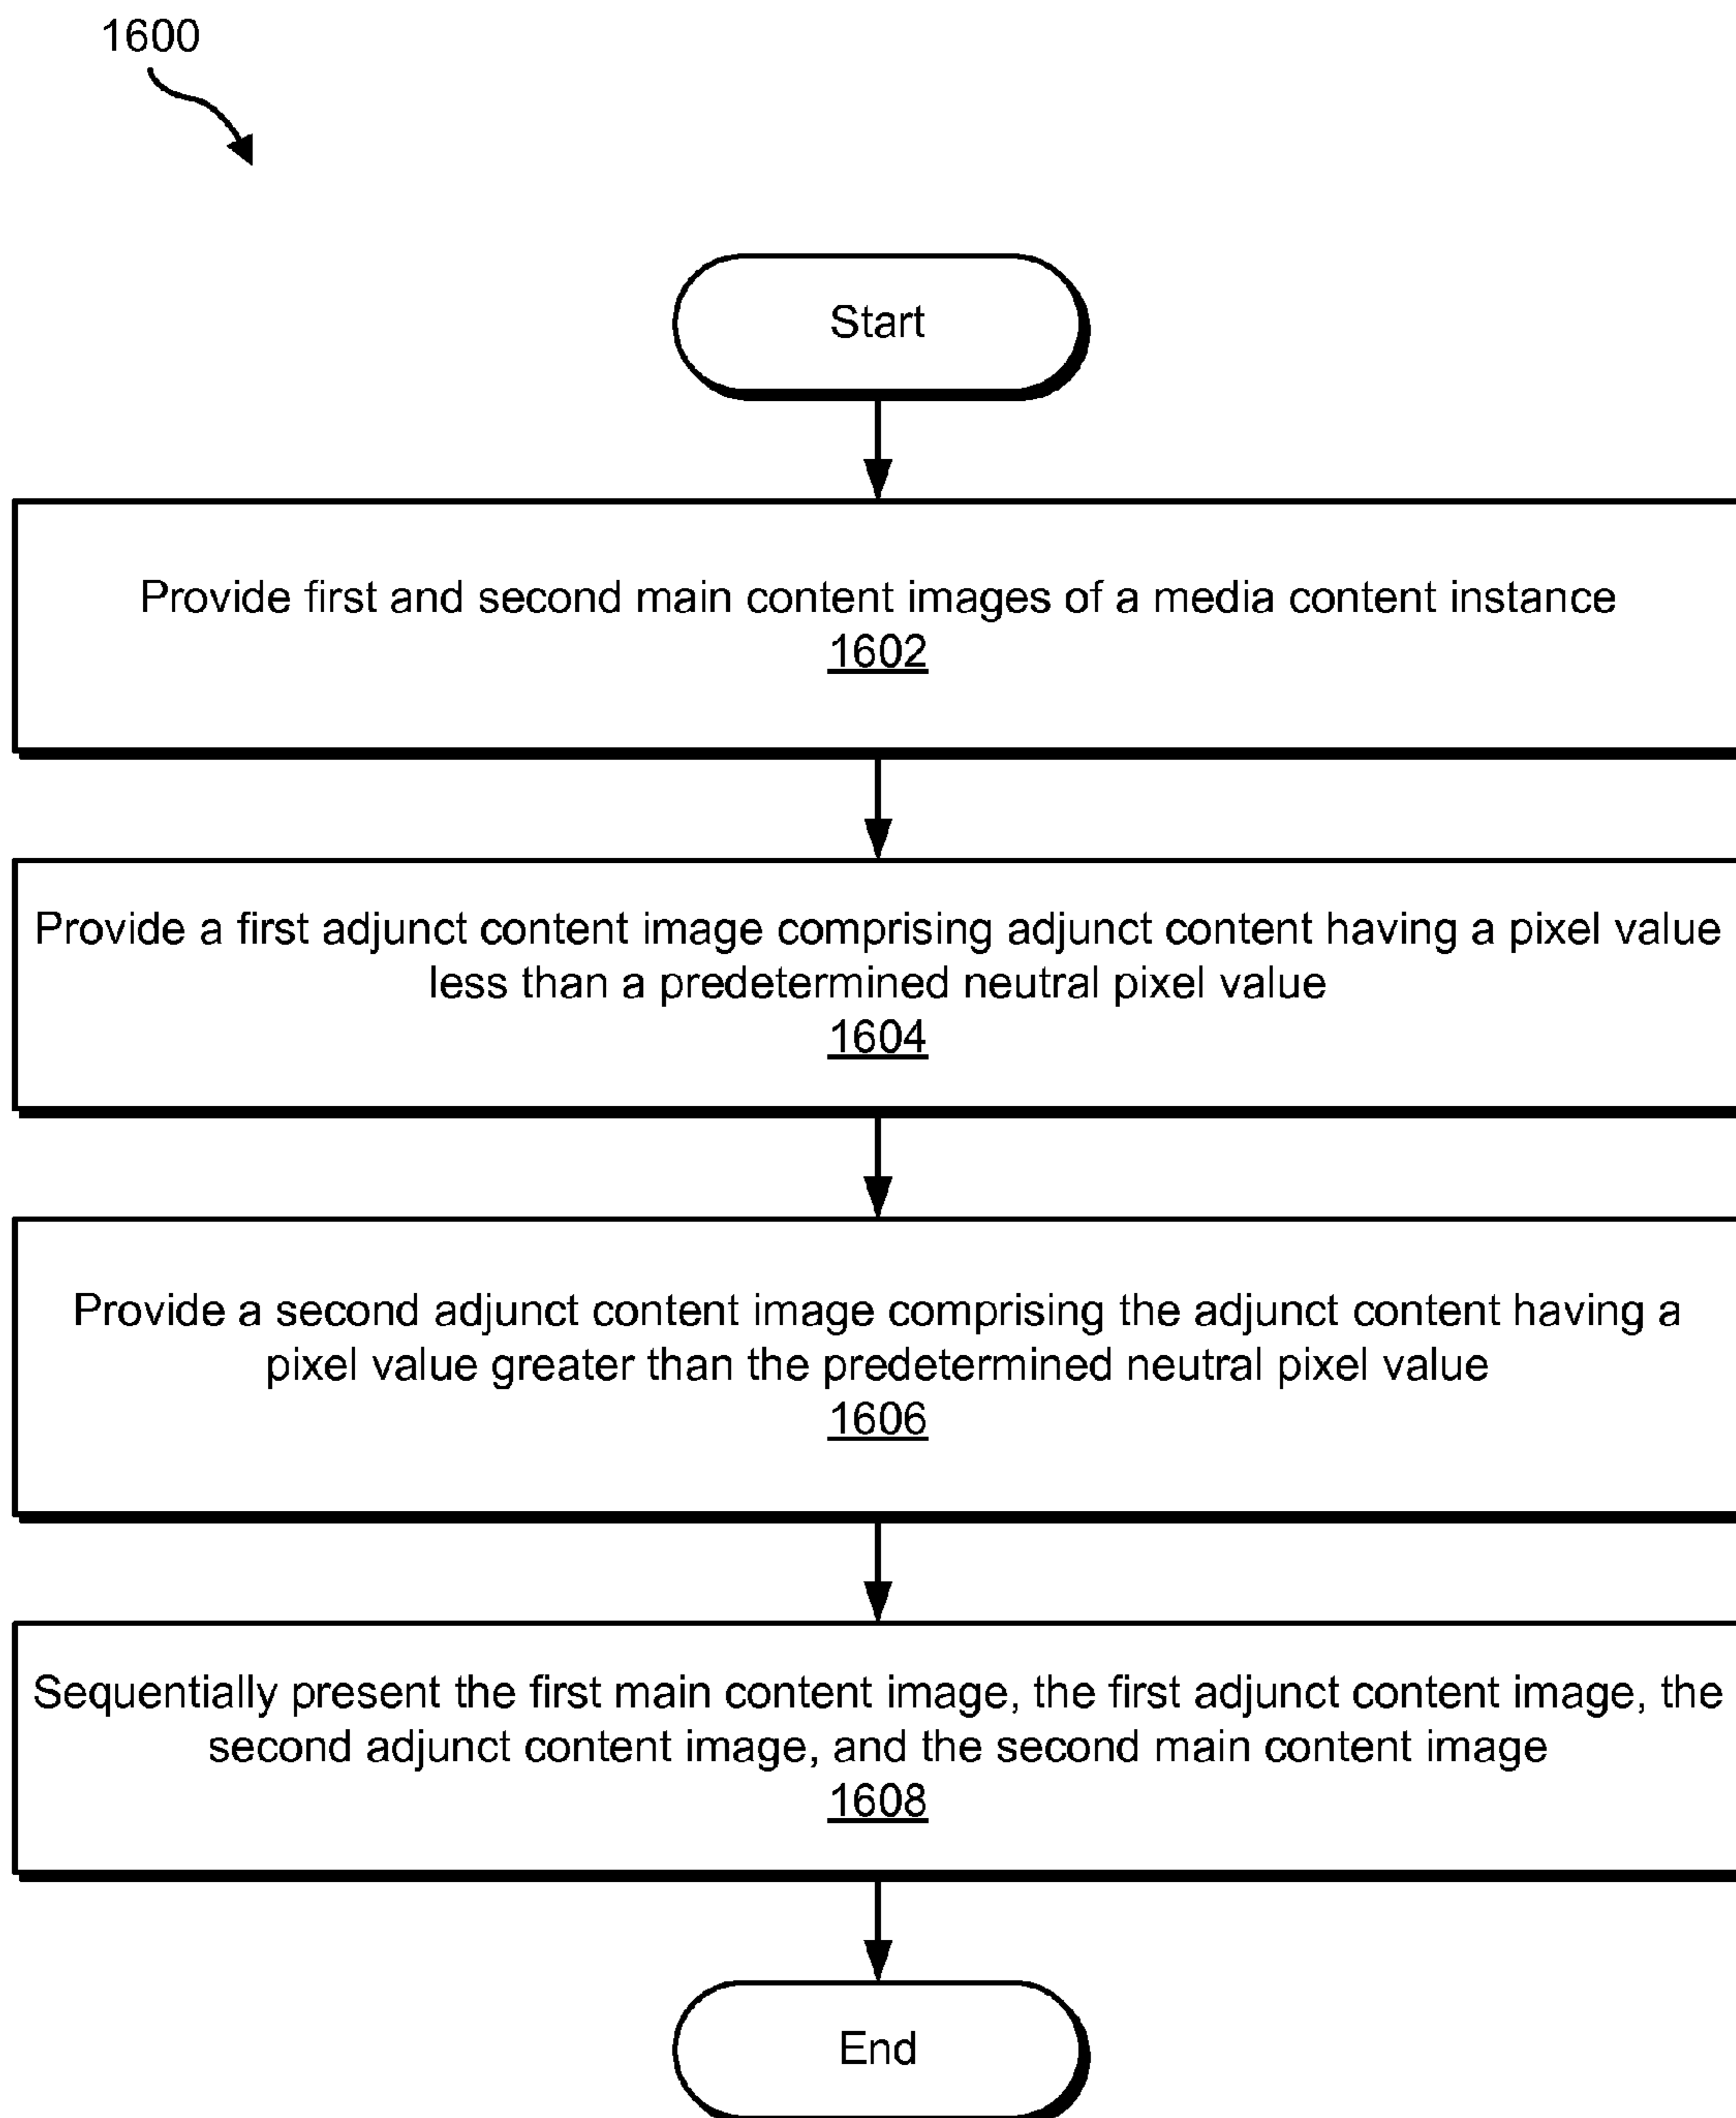 1600
Start
Provide first and second main content images of a media content instance
1602
Provide a first adjunct content image comprising adjunct content having a pixel value
less than a predetermined neutral pixel value
1604
Provide a second adjunct content image comprising the adjunct content having a
pixel value greater than the predetermined neutral pixel value
1606
Sequentially present the first main content image, the first adjunct content image, the
second adjunct content image, and the second main content image
1608
End